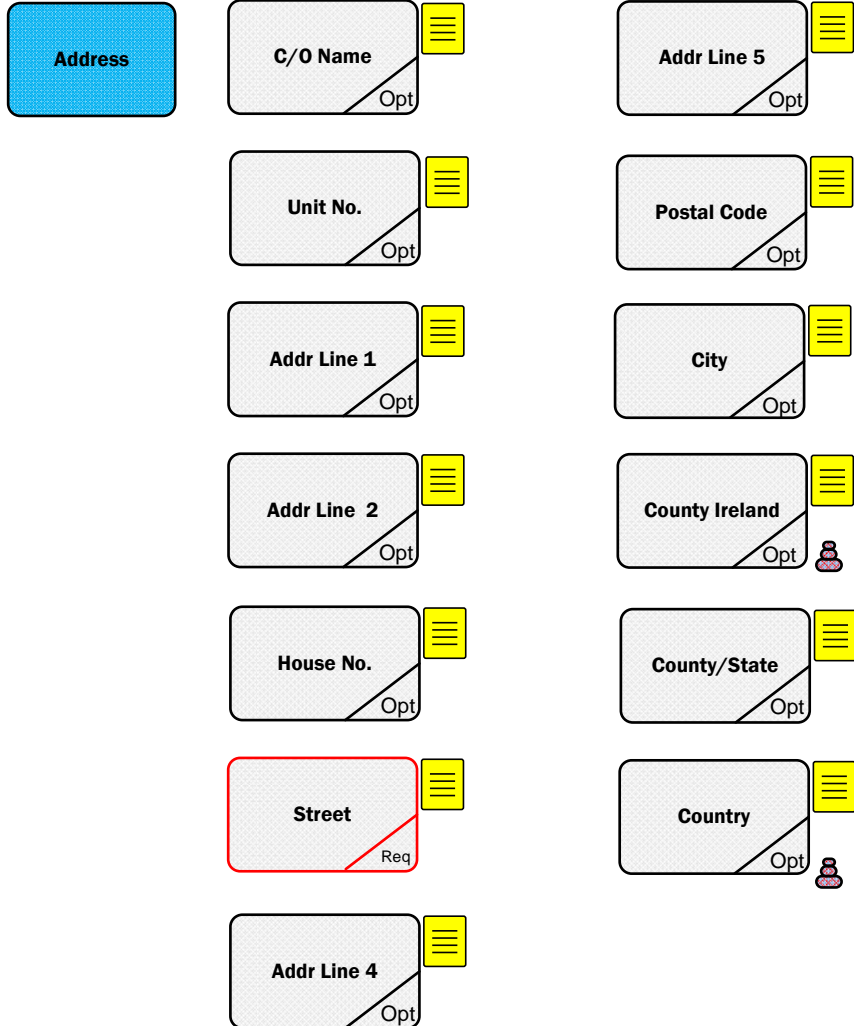 Address
C/O Name
Opt
Unit No.
Opt
Addr Line 1
Opt
Addr Line 2
Opt
House No.
Opt
Street
Req
Addr Line 4
Opt
Addr Line 5
Opt
Postal Code
Opt
City
Opt
County Ireland
Opt
County/State
Opt
Country
Opt